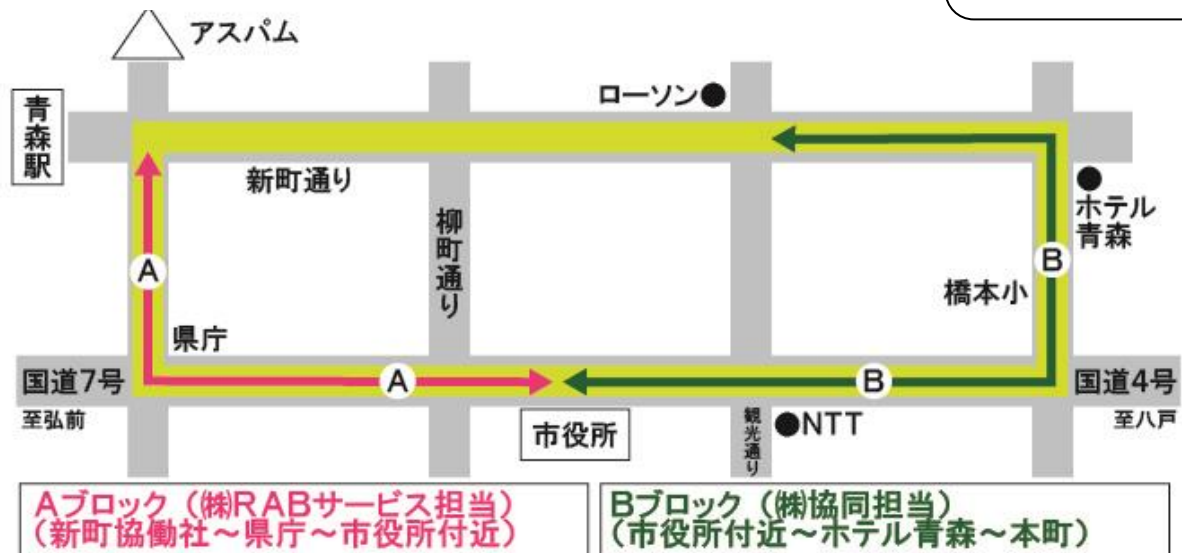 アスパム
青森駅
ローソン
新町通り
柳町通り
ホテル
青森
A
B
橋本小
県庁
国道7号
至弘前
A
B
国道4号
至八戸
市役所
観光通り
NTT
Aブロック（㈱RABサービス担当）
（新町協働社～県庁～市役所付近）
Bブロック（㈱協同担当）
（市役所付近～ホテル青森～本町）